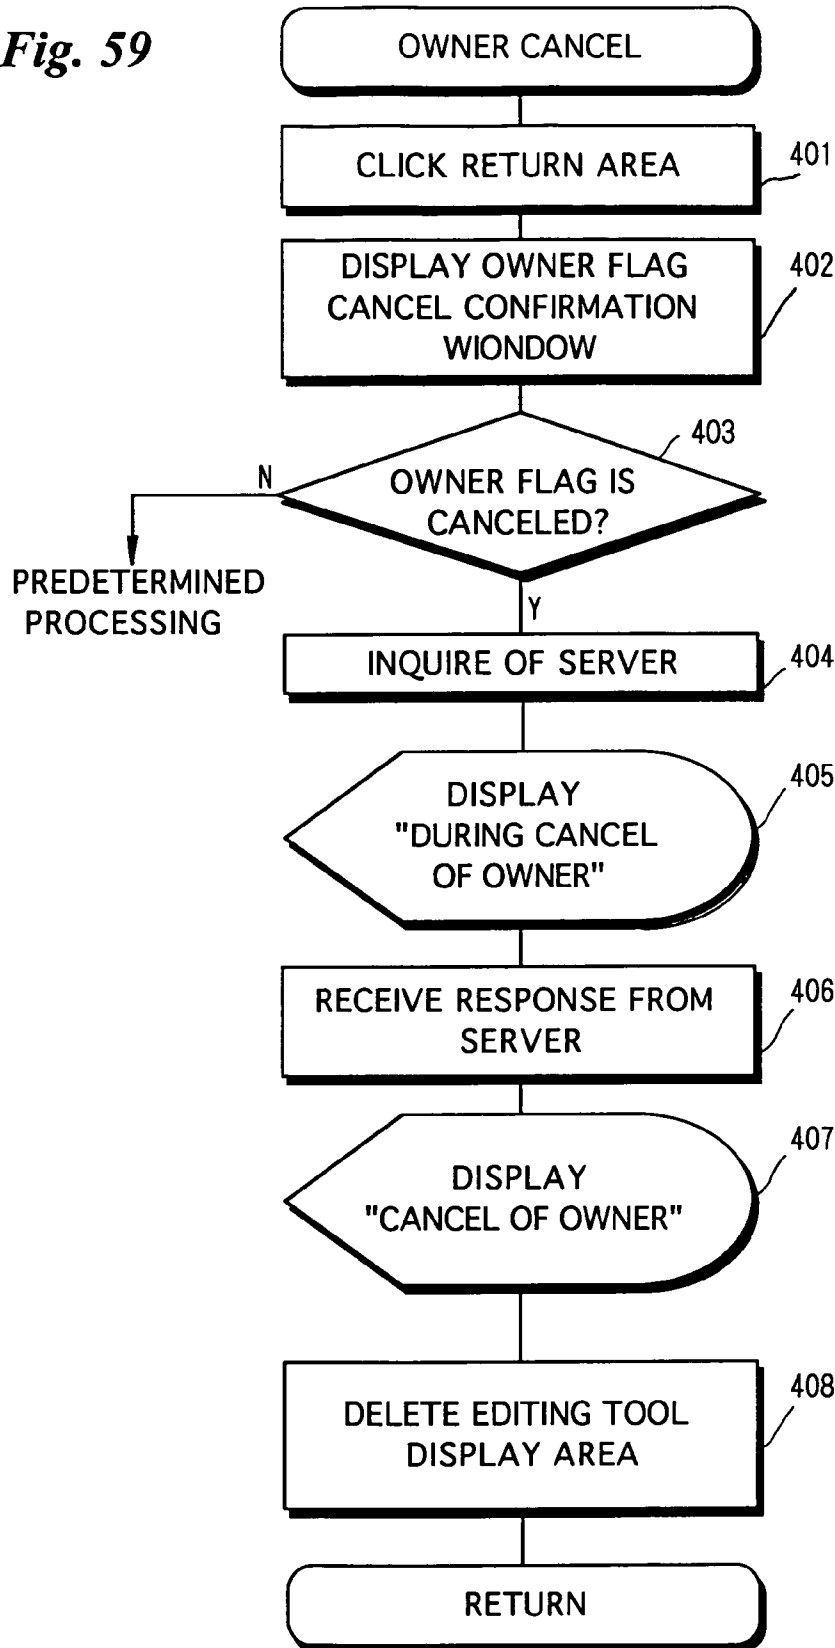 Fig. 59
OWNER CANCEL
CLICK RETURN AREA
401
DISPLAY OWNER FLAG
CANCEL CONFIRMATION
WIONDOW
402
403
OWNER FLAG IS
CANCELED?
N
PREDETERMINED
PROCESSING
Y
INQUIRE OF SERVER
404
DISPLAY
"DURING CANCEL
OF OWNER"
405
RECEIVE RESPONSE FROM
SERVER
406
DISPLAY
"CANCEL OF OWNER"
407
DELETE EDITING TOOL
DISPLAY AREA
408
RETURN